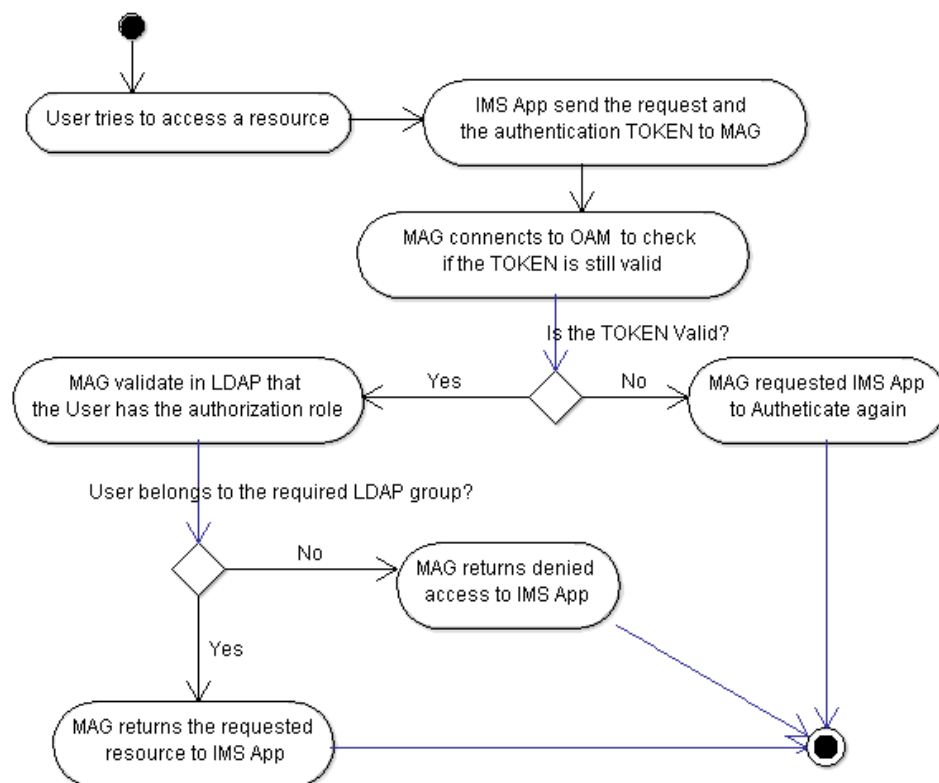 User tries to access a resource
IMS App send the request and
the authentication TOKEN to MAG
MAG connencts to OAM to check
if the TOKEN is still valid
Is the TOKEN Valid?
Yes
No
MAG validate in LDAP that
the User has the authorization role
MAG requested IMS App
to Autheticate again
User belongs to the required LDAP group?
No
MAG returns denied
access to IMS App
Yes
MAG returns the requested
resource to IMS App